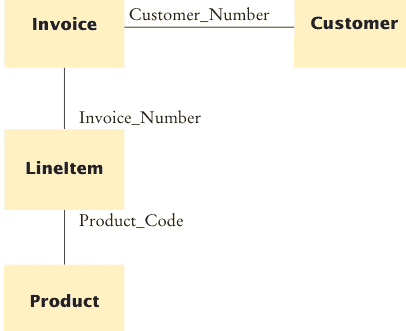 Invoice
Customer_Number
Customer
Invoice_Number
LineItem
Product_Code
Product